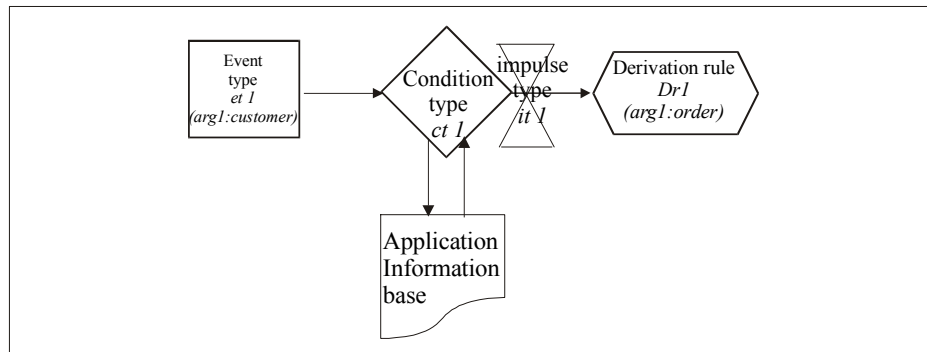 Event
type
et 1
(arg1:customer)
Condition
type
ct 1
impulse
type
it 1
Derivation rule
Dr1
(arg1:order)
Application
Information
base